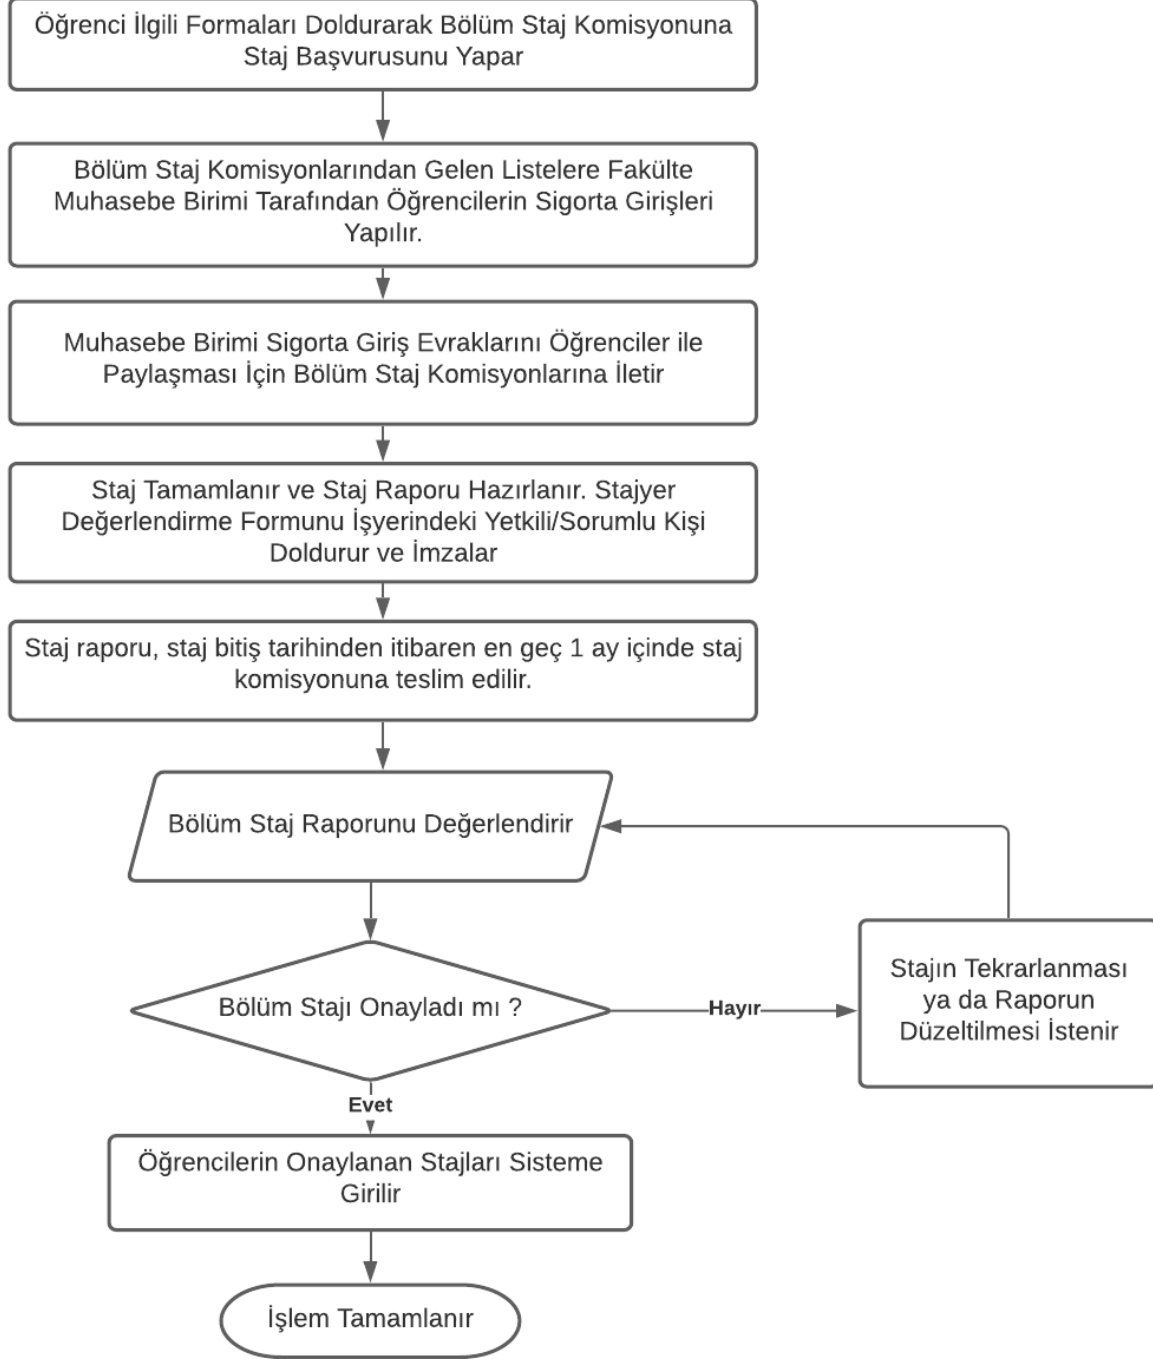 Öğrenci İlgili Formaları Doldurarak Bölüm Staj Komisyonuna
Staj Başvurusunu Yapar
Bölüm Staj Komisyonlarından Gelen Listelere Fakülte
Muhasebe Birimi Tarafından Öğrencilerin Sigorta Girişleri
Yapılır.
Muhasebe Birimi Sigorta Giriş Evraklarını Öğrenciler ile
Paylaşması İçin Bölüm Staj Komisyonlarına İletir
Staj Tamamlanır ve Staj Raporu Hazırlanır. Stajyer
Değerlendirme Formunu İşyerindeki Yetkili/Sorumlu Kişi
Doldurur ve İmzalar
Staj raporu, staj bitiş tarihinden itibaren en geç 1 ay içinde staj
komisyonuna teslim edilir.
Bölüm Staj Raporunu Değerlendirir
Bölüm Stajı Onayladı mı ?
Hayır
Stajın Tekrarlanması
ya da Raporun
Düzeltilmesi İstenir
Evet
Öğrencilerin Onaylanan Stajları Sisteme
Girilir
İşlem Tamamlanır